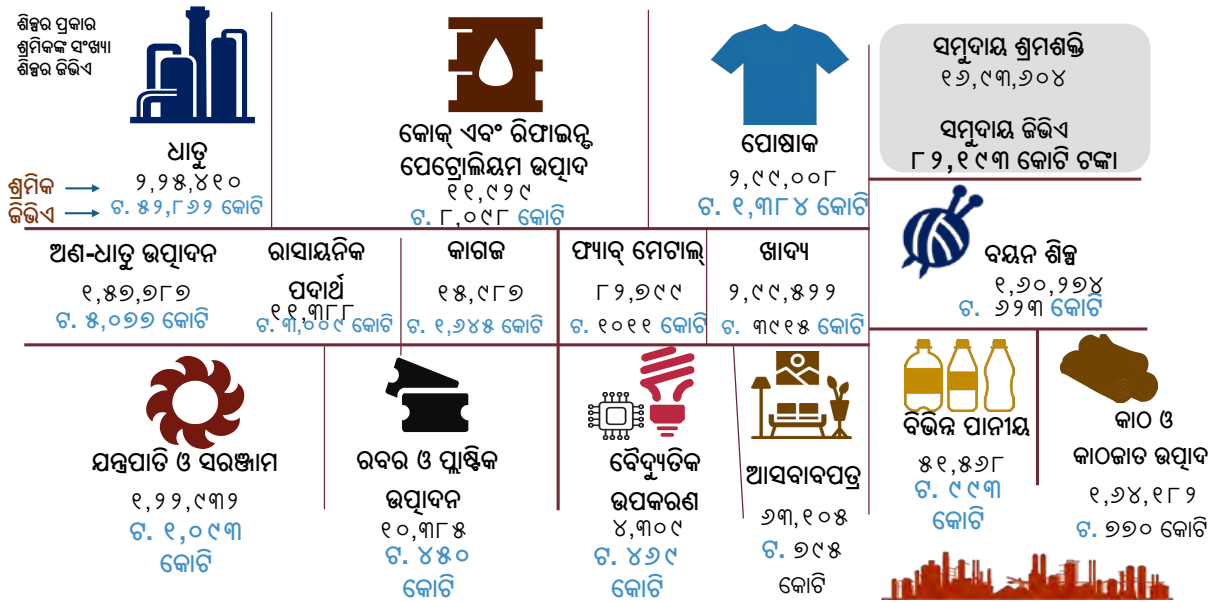 ଶିଳ୍ପର ପ୍ରକାର
ଶ୍ରମିକଙ୍କ ସଂଖ୍ୟା
ଶିଳ୍ପର ଜିଭିଏ
ଧାତୁ
ଶ୍ରମିକ
୨,୨୫,୪୧୦
ଜିଭିଏ
ଟ. ୫୨,୮୬୨ କୋଟି
କୋକ୍ ଏବଂ ରିଫାଇନ୍ଡ
ପେଟ୍ରୋଲିୟମ ଉତ୍ପାଦ
୧୧,୯୨୯
ଟ. ୮,୦୯୮ କୋଟି
ପୋଷାକ
୨,୯୯,୦୦୮
ଟ. ୧,୩୮୪ କୋଟି
ସମୁଦାୟ ଶ୍ରମଶକ୍ତି
୧୬,୯୩,୬୦୪
ସମୁଦାୟ ଜିଭିଏ
୮୨,୧୯୩ କୋଟି ଟଙ୍କା
ବୟନ ଶିଳ୍ପ
୧,୬୦,୨୭୪
ଟ. ୬୨୩ କୋଟି
ଅଣ-ଧାତୁ ଉତ୍ପାଦନ
୧,୫୭,୪୮୭
ଟ. ୫,୦୭୭ କୋଟି
ରାସାୟନିକ
ପଦାର୍ଥ
୧୧,୩୮୮
ଟ. ୩,୦୦୯ କୋଟି
କାଗଜ
୧୫,୯୮୭
ଟ. ୧,୬୪୫ କୋଟି
ଫ୍ୟାବ୍ ମେଟାଲ୍
୮୨,୭୯୯
ଟ. ୧୦୧୧ କୋଟି
ଖାଦ୍ୟ
୨,୯୯,୫୨୨
ଟ. ୩୯୧୫ କୋଟି
ଯନ୍ତ୍ରପାତି ଓ ସରଞ୍ଜାମ
୧,୨୨,୯୩୨
ଟ. ୧,୦୯୩
କୋଟି
ରବର ଓ ପ୍ଲାଷ୍ଟିକ
ଉତ୍ପାଦନ
୧୦,୩୮୫
ଟ. ୪୫୦
କୋଟି
ବୈଦ୍ୟୁତିକ
ଉପକରଣ
୪,୩୦୯
ଟ. ୪୬୯
କୋଟି
ଆସବାବପତ୍ର
୬୩,୧୦୫
ଟ. ୭୯୫
କୋଟି
ବିଭିନ୍ନ ପାନୀୟ
୫୧,୫୬୮
ଟ. ୯୯୩
କୋଟି
କାଠ ଓ
କାଠଜାତ ଉତ୍ପାଦ
୧,୬୪,୧୮୨
ଟ. ୭୭୦ କୋଟି